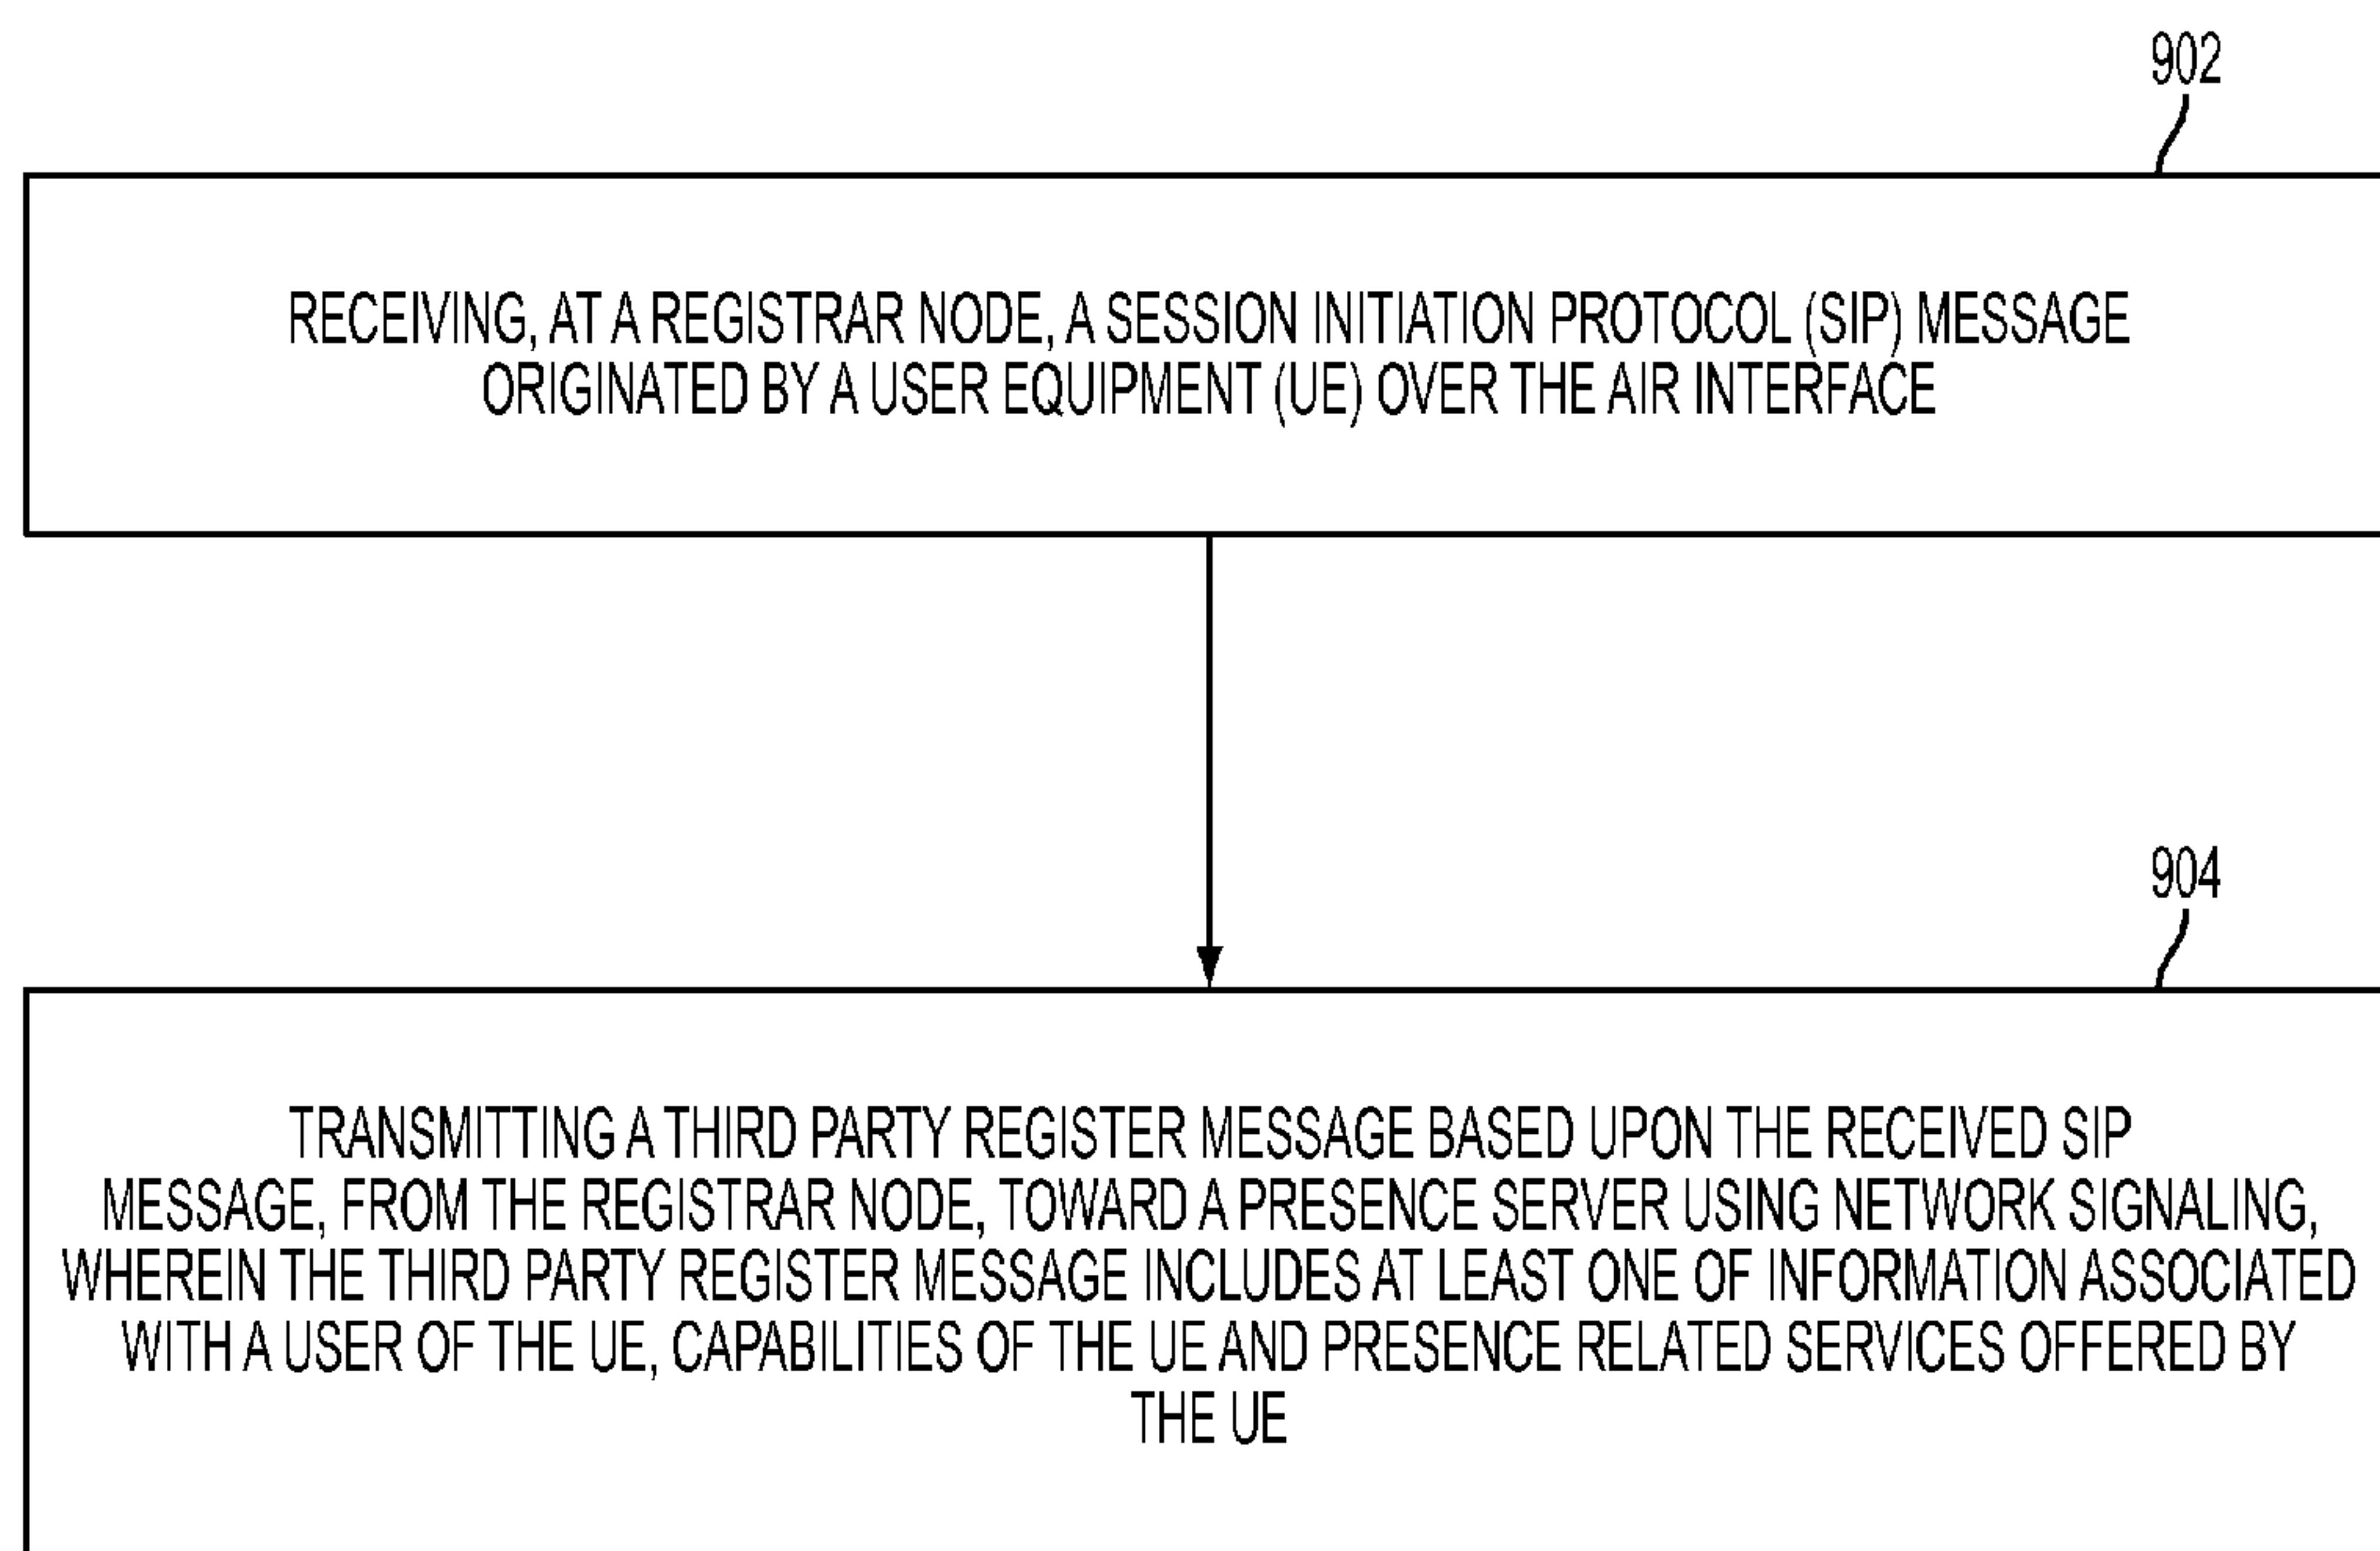 902
RECEIVING, AT A REGISTRAR NODE, A SESSION INITIATION PROTOCOL (SIP) MESSAGE
ORIGINATED BY A USER EQUIPMENT (UE) OVER THE AIR INTERFACE
904
TRANSMITTING A THIRD PARTY REGISTER MESSAGE BASED UPON THE RECEIVED SIP
MESSAGE, FROM THE REGISTRAR NODE, TOWARD A PRESENCE SERVER USING NETWORK SIGNALING,
WHEREIN THE THIRD PARTY REGISTER MESSAGE INCLUDES AT LEAST ONE OF INFORMATION ASSOCIATED
WITH A USER OF THE UE, CAPABILITIES OF THE UE AND PRESENCE RELATED SERVICES OFFERED BY
THE UE